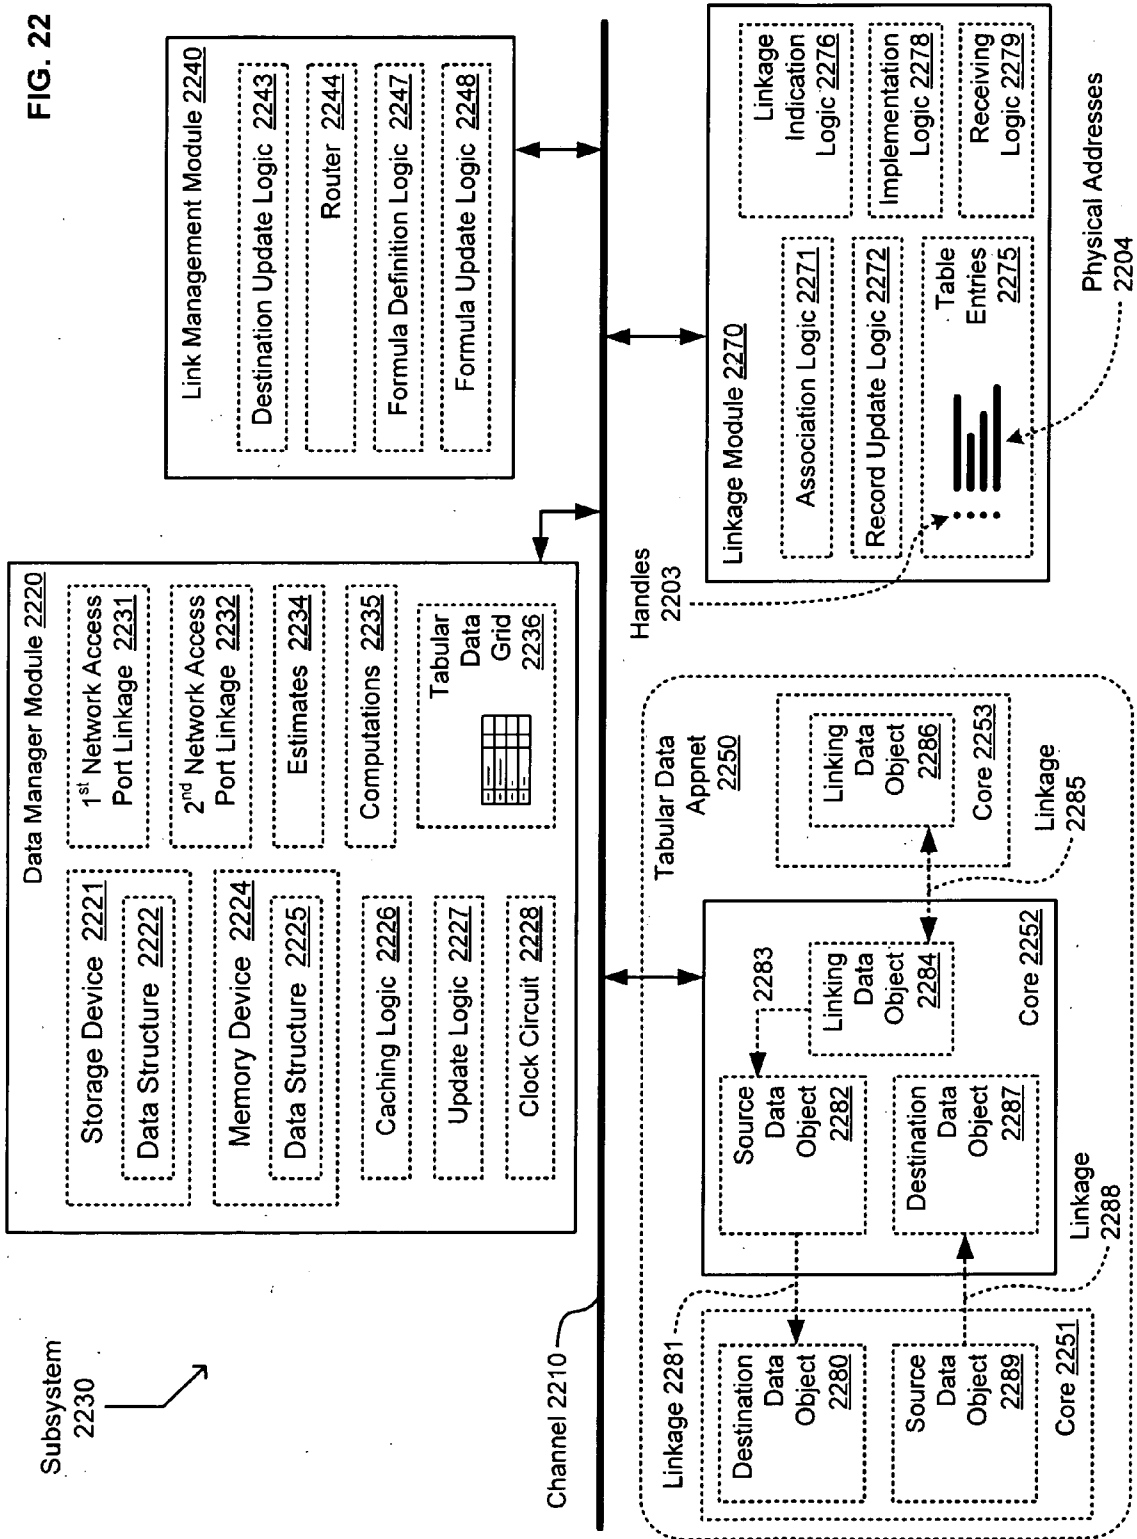 FIG. 22
Subsystem
2230
Data Manager Module 2220
Storage Device 2221
Data Structure 2222
Memory Device 2224
Data Structure 2225
Caching Logic 2226
Update Logic 2227
Clock Circuit 2228
1st Network Access
Port Linkage 2231
2nd Network Access
Port Linkage 2232
Estimates 2234
Computations 2235
Tabular
Data
Grid
2236
Link Management Module 2240
Destination Update Logic 2243
Router 2244
Formula Definition Logic 2247
Formula Update Logic 2248
Channel 2210
Linkage 2281
Destination
Data
Object
2280
Source
Data
Object
2289
Core 2251
Source
Data
Object
2282
Destination
Data
Object
2287
2283
Linking
Data
Object
2284
Core 2252
Linkage
2288
Tabular Data
Appnet
2250
Linking
Data
Object
2286
Core 2253
Linkage
2285
Handles
2203
Linkage Module 2270
Association Logic 2271
Record Update Logic 2272
Table
Entries
2275
Linkage
Indication
Logic 2276
Implementation
Logic 2278
Receiving
Logic 2279
Physical Addresses
2204